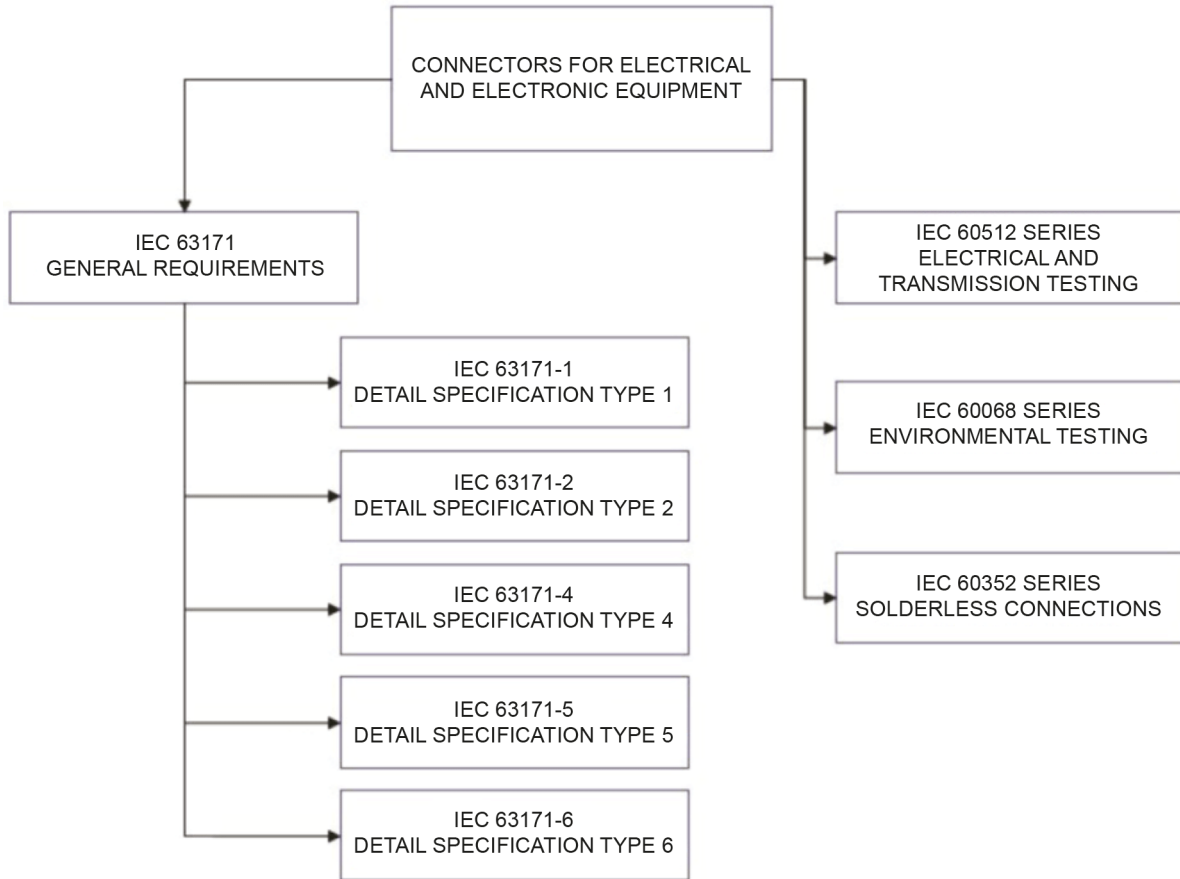 CONNECTORS FOR ELECTRICAL
AND ELECTRONIC EQUIPMENT
IEC 63171
GENERAL REQUIREMENTS
IEC 63171-1
DETAIL SPECIFICATION TYPE 1
IEC 63171-2
DETAIL SPECIFICATION TYPE 2
IEC 63171-4
DETAIL SPECIFICATION TYPE 4
IEC 63171-5
DETAIL SPECIFICATION TYPE 5
IEC 63171-6
DETAIL SPECIFICATION TYPE 6
IEC 60512 SERIES
ELECTRICAL AND
TRANSMISSION TESTING
IEC 60068 SERIES
ENVIRONMENTAL TESTING
IEC 60352 SERIES
SOLDERLESS CONNECTIONS